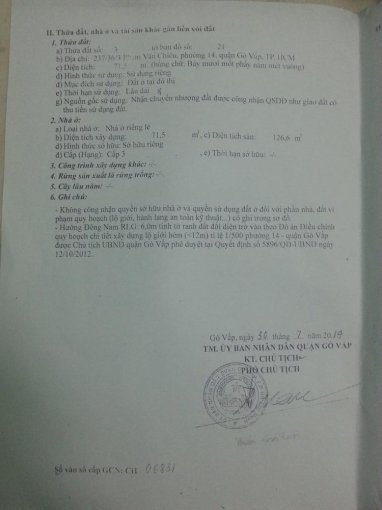 II. Thửa đất, nhà ở và tài sản khác gắn liền với đất
1. Thửa đất:
a) Thửa đất số: 3 , tờ bản đồ số: 21
b) Địa chỉ: 237/36/3 Phạm Văn Chiêu, phường 14, quận Gò Vấp, TP. HCM
c) Diện tích: 71,5 m², (bằng chữ: Bảy mươi mốt phẩy năm mét vuông)
d) Hình thức sử dụng: Sử dụng riêng
đ) Mục đích sử dụng: Đất ở tại đô thị
e) Thời hạn sử dụng: Lâu dài
g) Nguồn gốc sử dụng: Nhận chuyển nhượng đất được công nhận QSDĐ như giao đất có
thu tiền sử dụng đất.
2. Nhà ở:
a) Loại nhà ở: Nhà ở riêng lẻ
b) Diện tích xây dựng: 71,5 m², c) Diện tích sàn: 126,6 m²
d) Hình thức sở hữu: Sở hữu riêng
đ) Cấp (Hạng): Cấp 3 , e) Thời hạn sở hữu: -/-
3. Công trình xây dựng khác: -/-
4. Rừng sản xuất là rừng trồng: -/-
5. Cây lâu năm: -/-
6. Ghi chú:
- Không công nhận quyền sở hữu nhà ở và quyền sử dụng đất ở đối với phần nhà, đất vi
phạm quy hoạch (lộ giới, hành lang an toàn kỹ thuật...) có ghi trong sơ đồ.
- Hướng Đông Nam RLG: 6,0m tính từ ranh đất đối diện trở vào theo Đồ án Điều chỉnh
quy hoạch chi tiết xây dựng lộ giới hẻm (<12m) tỉ lệ 1/500 phường 14 - quận Gò Vấp
được Chủ tịch UBND quận Gò Vấp phê duyệt tại Quyết định số 5896/QĐ-UBND ngày
12/10/2012.
Gò Vấp, ngày 30 tháng 7 năm 2014
TM. ỦY BAN NHÂN DÂN QUẬN GÒ VẤP
KT. CHỦ TỊCH
PHÓ CHỦ TỊCH
Số vào sổ cấp GCN: CH 06831